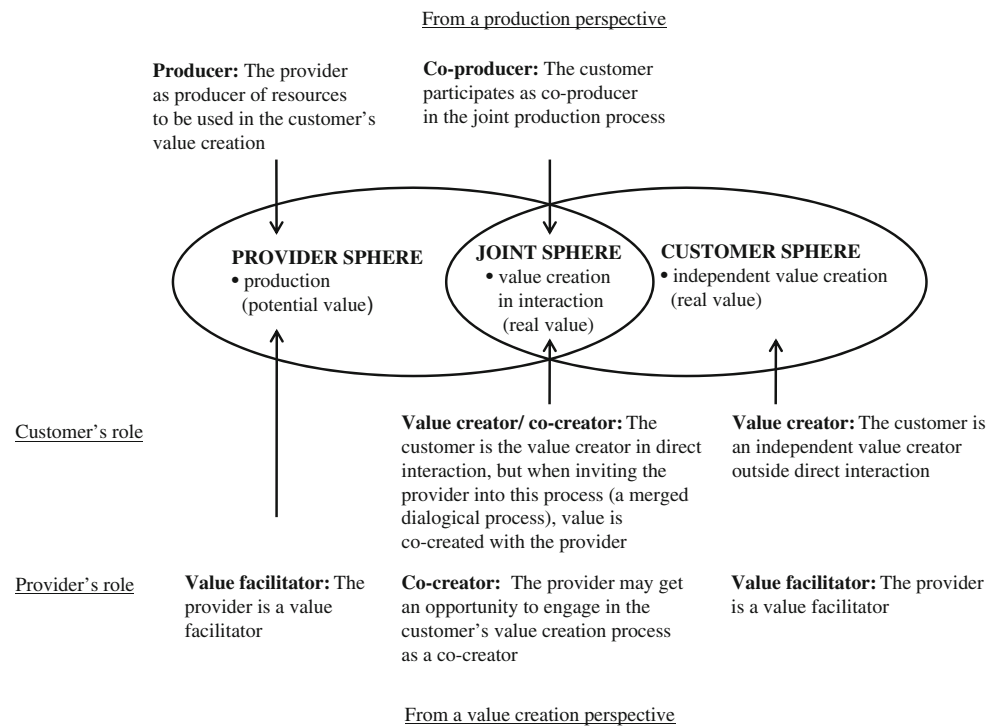 From a production perspective
Producer: The provider
as producer of resources
to be used in the customer's
value creation
Co-producer: The customer
participates as co-producer
in the joint production process
PROVIDER SPHERE
• production
(potential value)
JOINT SPHERE
• value creation
in interaction
(real value)
CUSTOMER SPHERE
• independent value creation
(real value)
Customer's role
Value creator/ co-creator: The
customer is the value creator in direct
interaction, but when inviting the
provider into this process (a merged
dialogical process), value is
co-created with the provider
Value creator: The customer is
an independent value creator
outside direct interaction
Provider's role
Value facilitator: The
provider is a value
facilitator
Co-creator: The provider may get
an opportunity to engage in the
customer's value creation process
as a co-creator
Value facilitator: The provider
is a value facilitator
From a value creation perspective